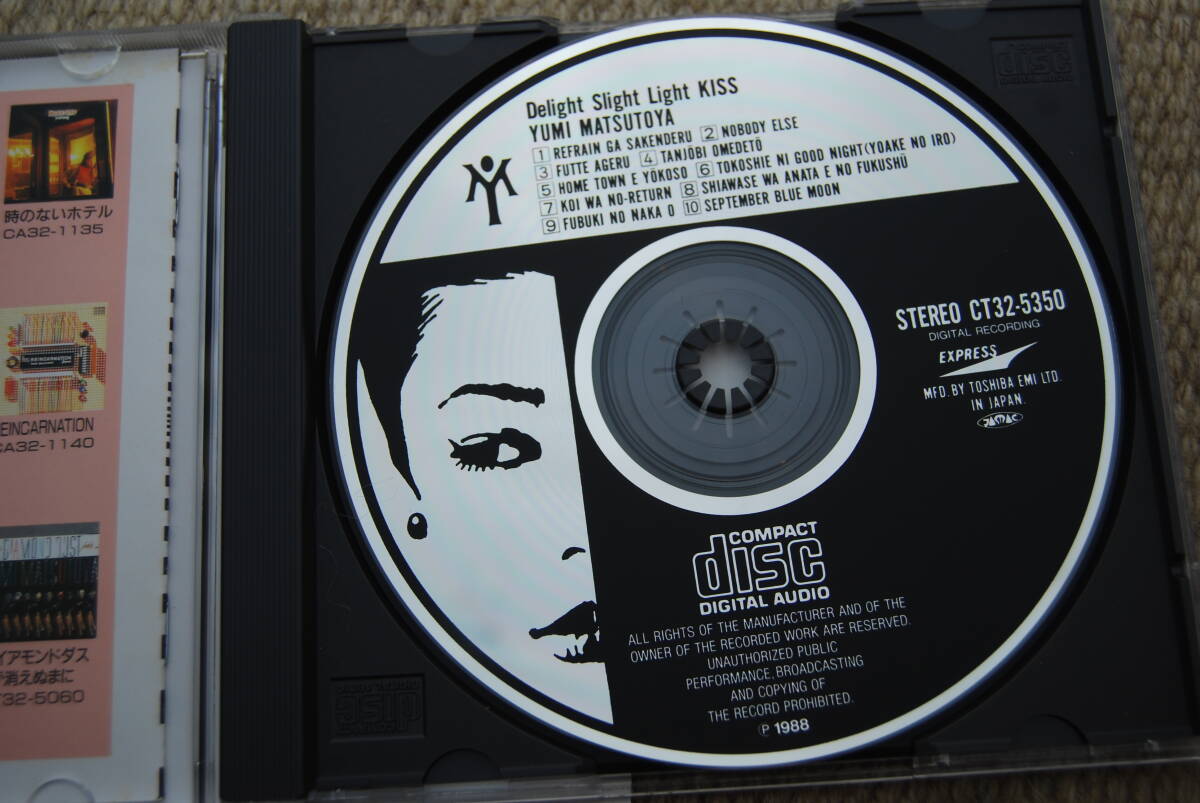 時のないホテル
CA32-1135
REINCARNATION
EINCARNATION
CA32-1140
イアモンドダス
消えぬまに
32-5060
Delight Slight Light KISS
YUMI MATSUTOYA
1 REFRAIN GA SAKENDERU 2 NOBODY ELSE
3 FUTTE AGERU 4 TANJŌBI OMEDETŌ
5 HOME TOWN E YŌKOSO 6 TOKOSHIE NI GOOD NIGHT(YOAKE NO IRO)
7 KOI WA NO-RETURN 8 SHIAWASE WA ANATA E NO FUKUSHŪ
9 FUBUKI NO NAKA O 10 SEPTEMBER BLUE MOON
STEREO CT32-5350
DIGITAL RECORDING
EXPRESS
MFD. BY TOSHIBA EMI LTD.
IN JAPAN.
JASRAC
COMPACT
disc
DIGITAL AUDIO
ALL RIGHTS OF THE MANUFACTURER AND OF THE
OWNER OF THE RECORDED WORK ARE RESERVED.
UNAUTHORIZED PUBLIC
PERFORMANCE, BROADCASTING
AND COPYING OF
THE RECORD PROHIBITED.
℗ 1988
COMPACT
disc